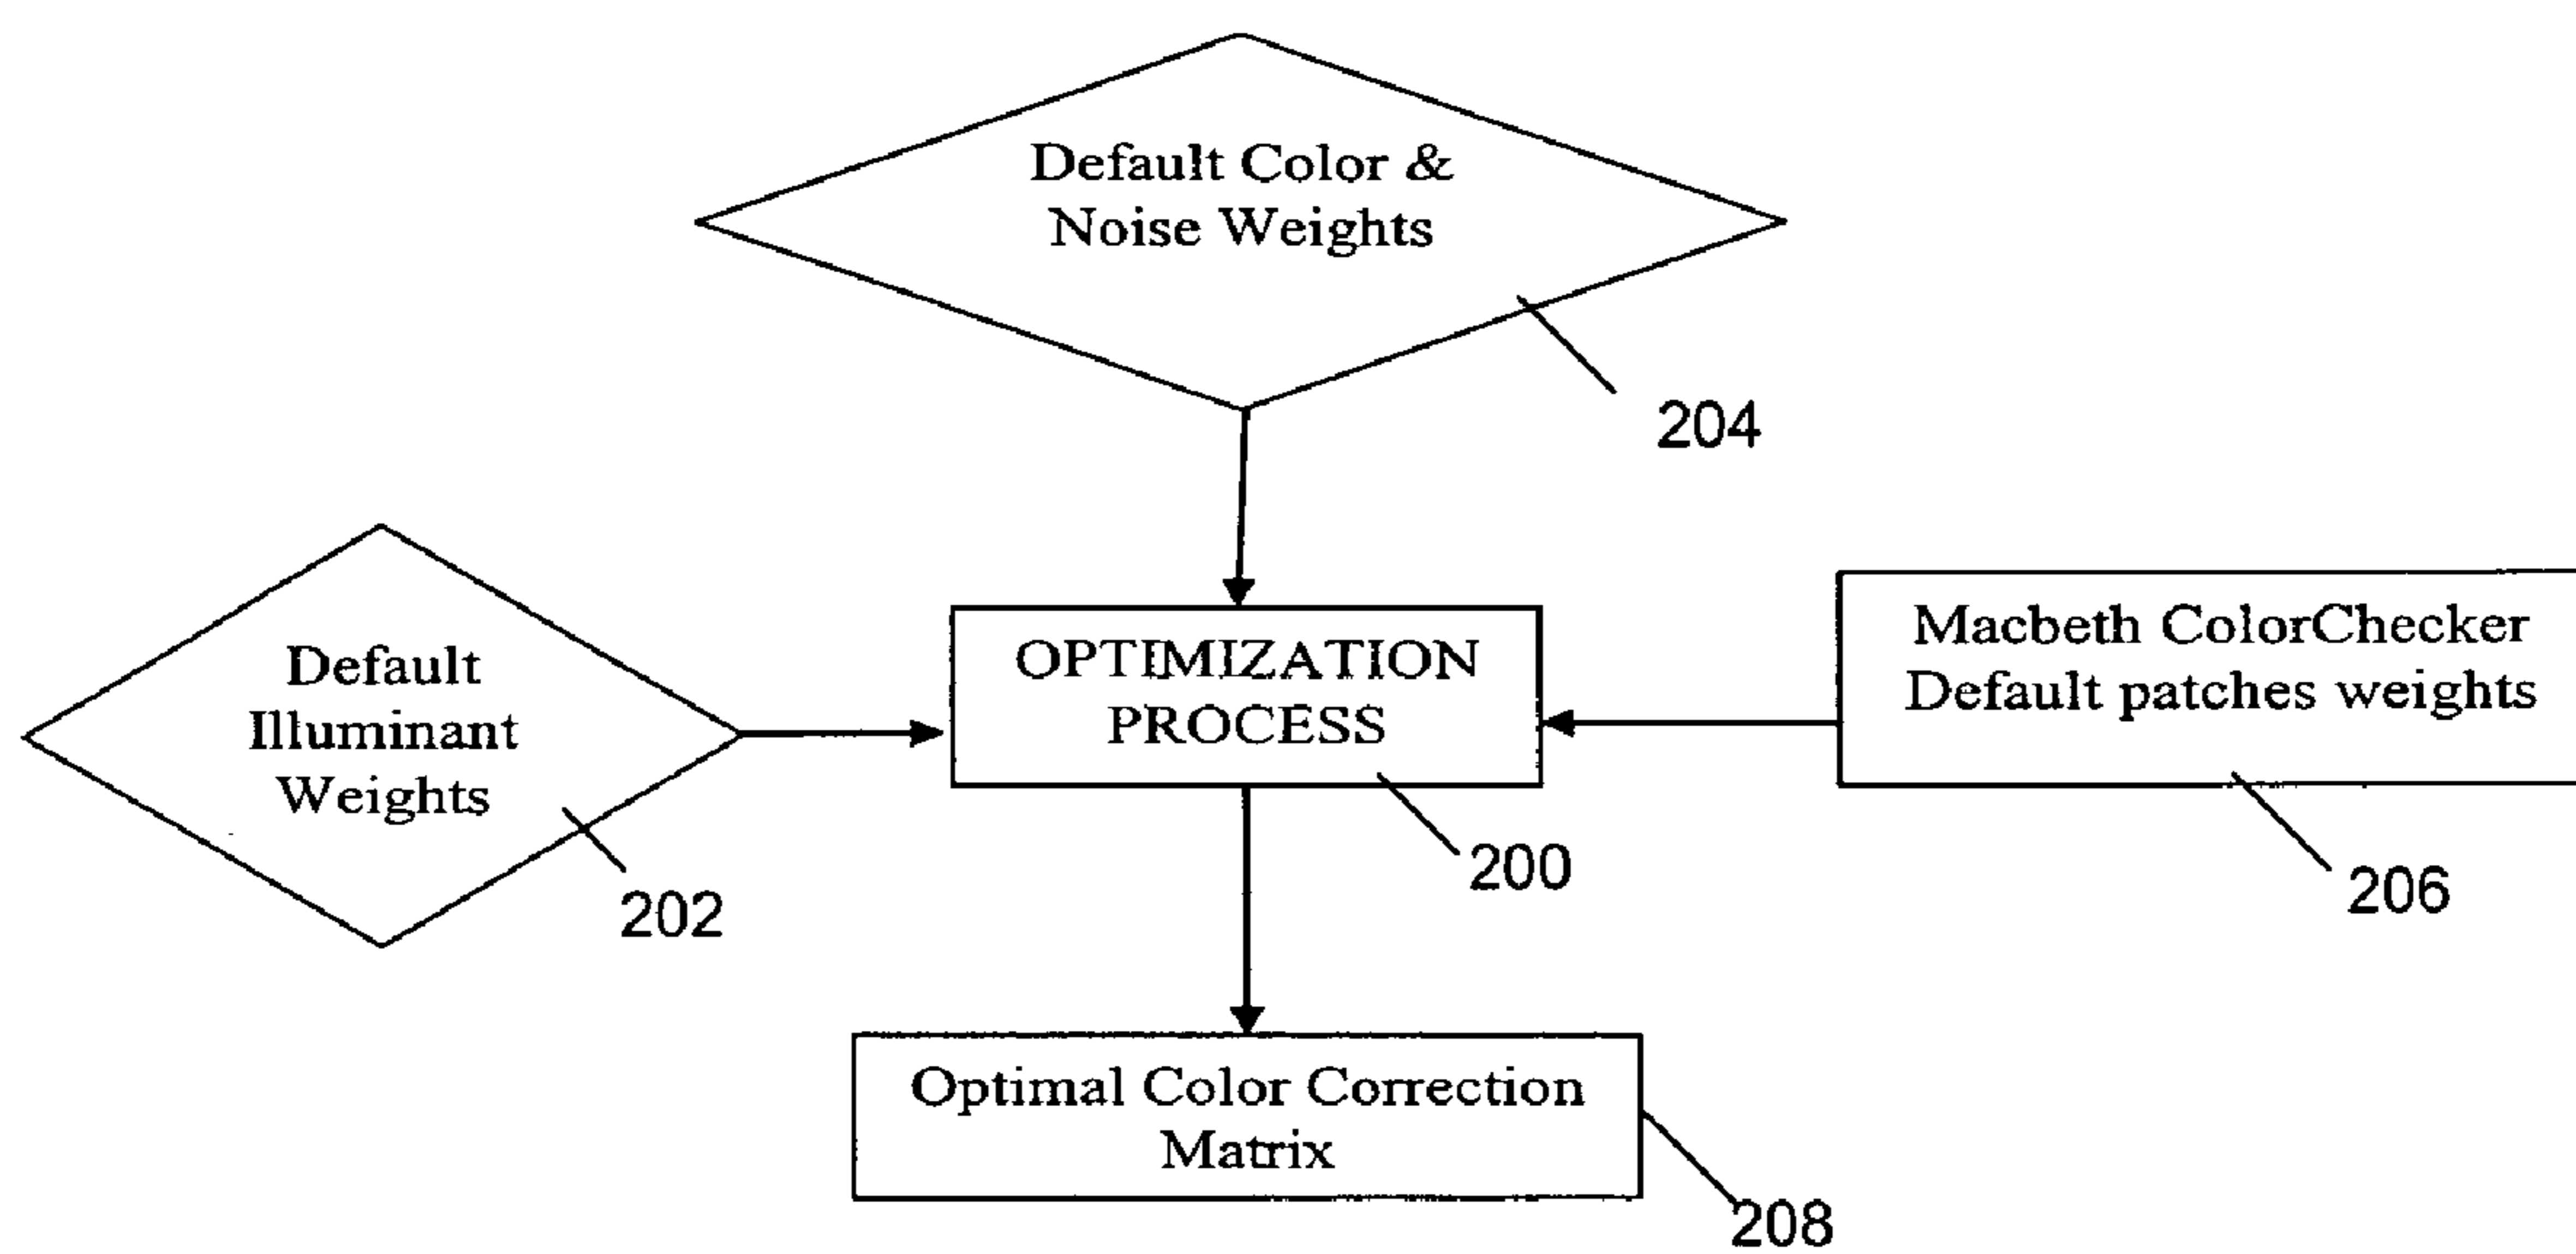 Default Color &
Noise Weights
204
Default
Illuminant
Weights
202
OPTIMIZATION
PROCESS
200
Macbeth ColorChecker
Default patches weights
206
Optimal Color Correction
Matrix
208